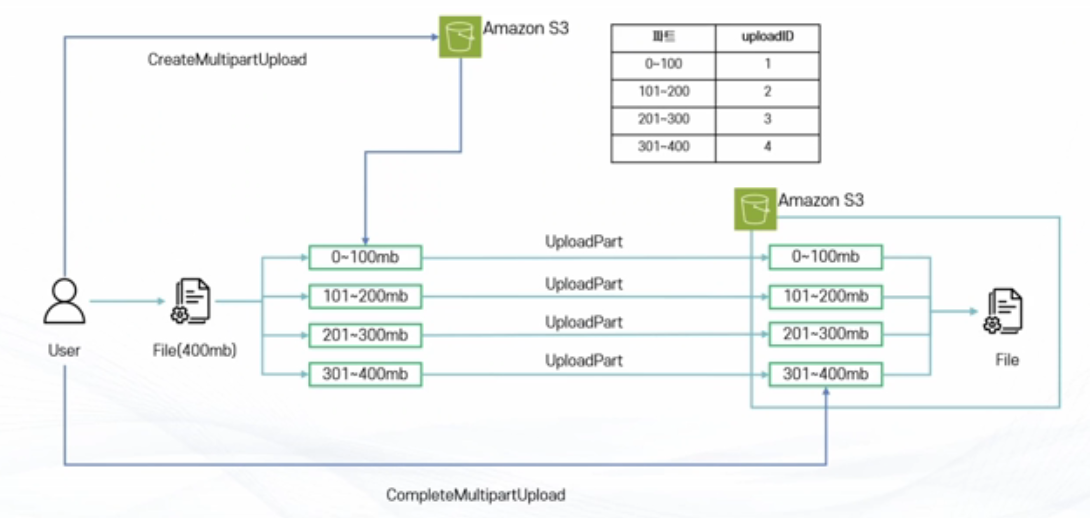 Amazon S3
CreateMultipartUpload
파트 uploadID
0~100 1
101~200 2
201~300 3
301~400 4
Amazon S3
UploadPart
0~100mb 0~100mb
UploadPart
101~200mb 101~200mb
UploadPart
201~300mb 201~300mb
UploadPart
301~400mb 301~400mb
User
File(400mb)
File
CompleteMultipartUpload